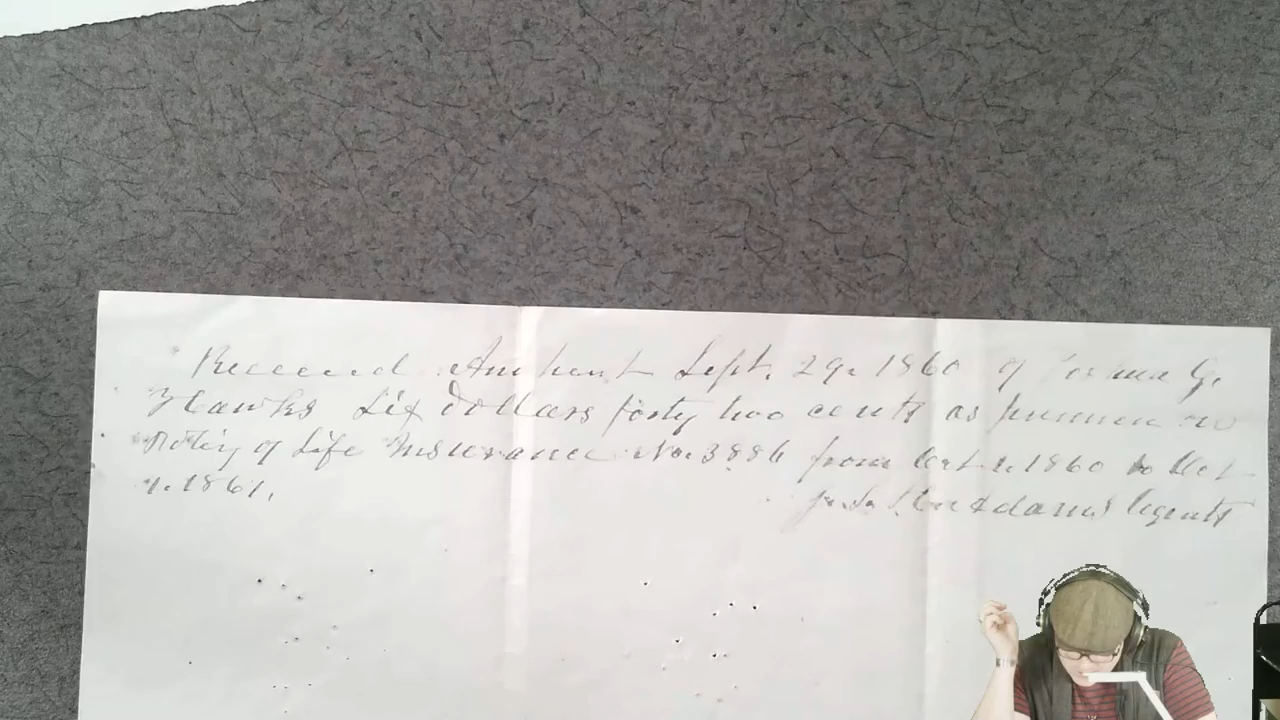 Received Amherst Sept. 29. 1860 of G.
Hawks Six dollars forty two cents as premium on
Policy of Life Insurance No. 3886 from Oct 1. 1860 to Oct
1. 1861.
Adams Agents